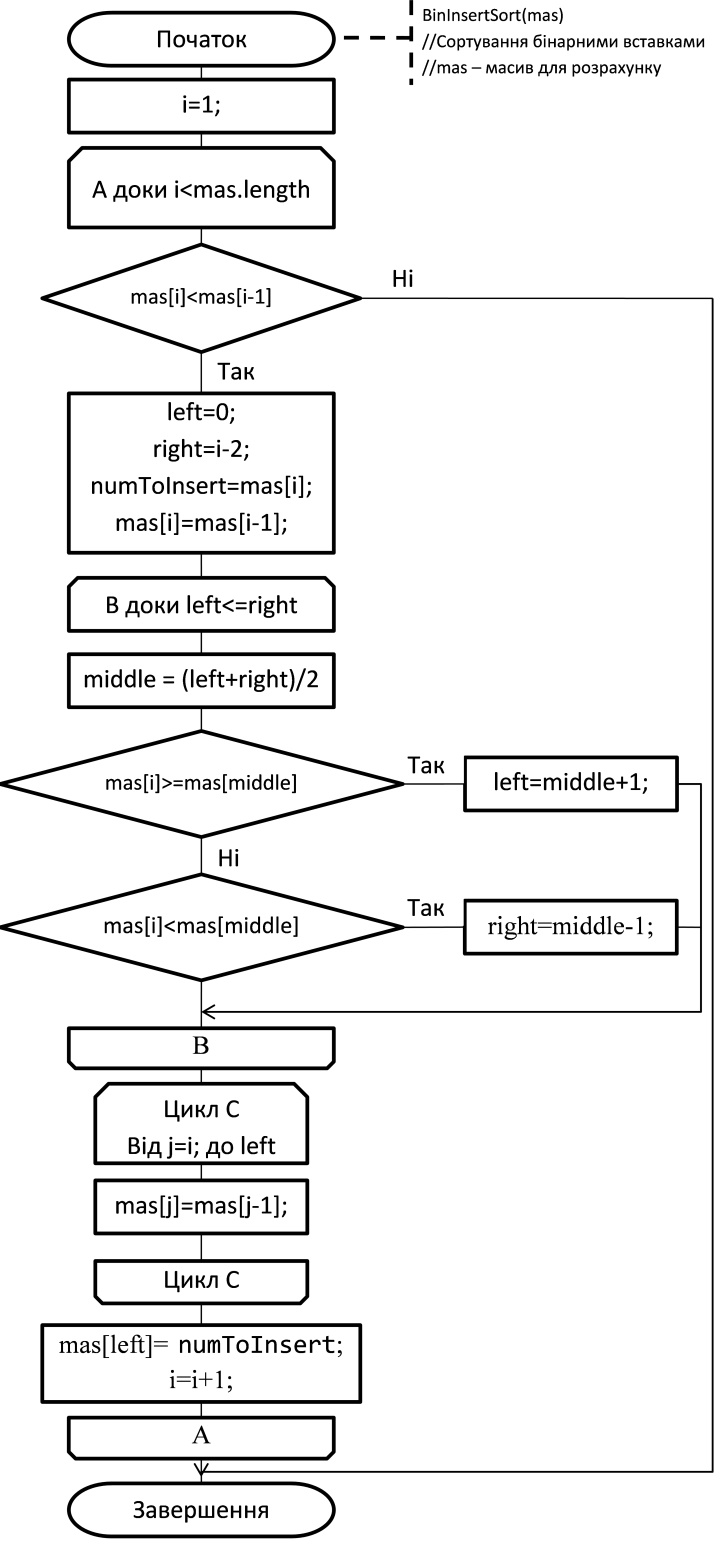 Початок
BinInsertSort(mas)
//Сортування бінарними вставками
//mas – масив для розрахунку
i=1;
А доки i<mas.length
mas[i]<mas[i-1]
Ні
Так
left=0;
right=i-2;
numToInsert=mas[i];
mas[i]=mas[i-1];
В доки left<=right
middle = (left+right)/2
mas[i]>=mas[middle]
Так
left=middle+1;
Ні
mas[i]<mas[middle]
Так
right=middle-1;
В
Цикл С
Від j=i; до left
mas[j]=mas[j-1];
Цикл С
mas[left]= numToInsert;
i=i+1;
А
Завершення